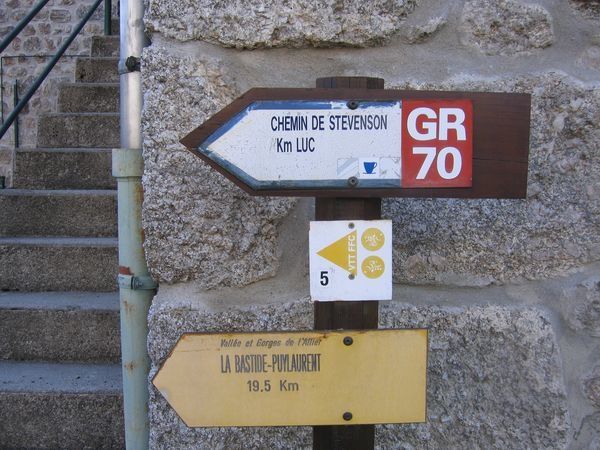 CHEMIN DE STEVENSON
Km LUC
GR
70
VTT FFC
5
Vallée et Gorges de l'Allier
LA BASTIDE-PUYLAURENT
19,5 Km